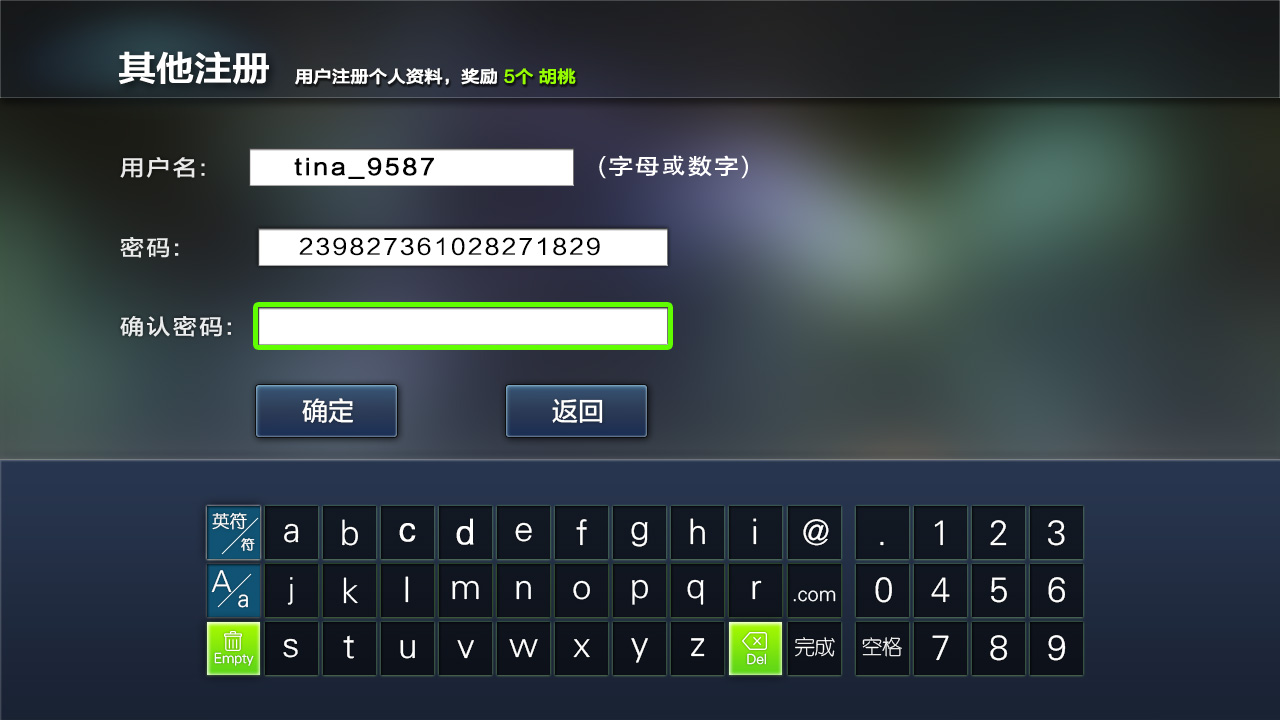 其他注册 用户注册个人资料，奖励 5个 胡桃
用户名： tina_9587 （字母或数字）
密码： 239827361028271829
确认密码：
确定 返回
英符/符 a b c d e f g h i @ . 1 2 3
A/a j k l m n o p q r .com 0 4 5 6
Empty s t u v w x y z Del 完成 空格 7 8 9